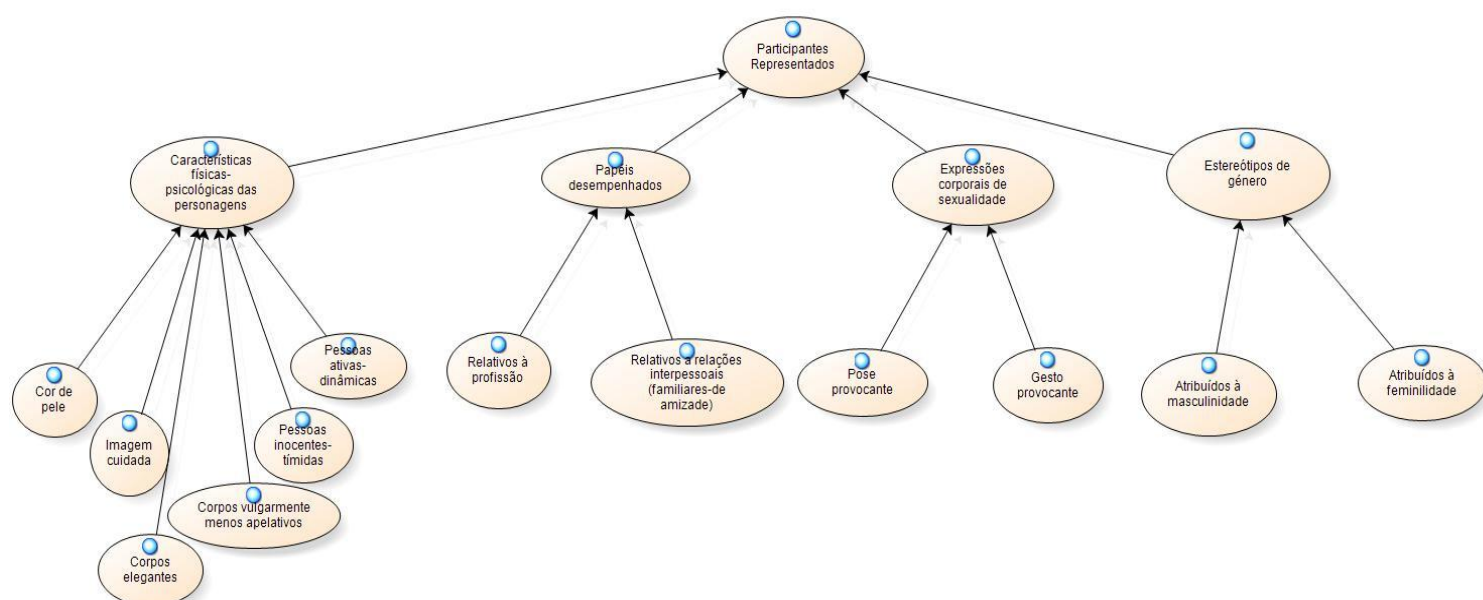 Participantes
Representados
Características
físicas-
psicológicas das
personagens
Papéis
desempenhados
Expressões
corporais de
sexualidade
Estereótipos de
género
Cor de
pele
Imagem
cuidada
Corpos
elegantes
Corpos vulgarmente
menos apelativos
Pessoas
inocentes-
tímidas
Pessoas
ativas-
dinâmicas
Relativos à
profissão
Relativos a relações
interpessoais
(familiares-de
amizade)
Pose
provocante
Gesto
provocante
Atribuídos à
masculinidade
Atribuídos à
feminilidade